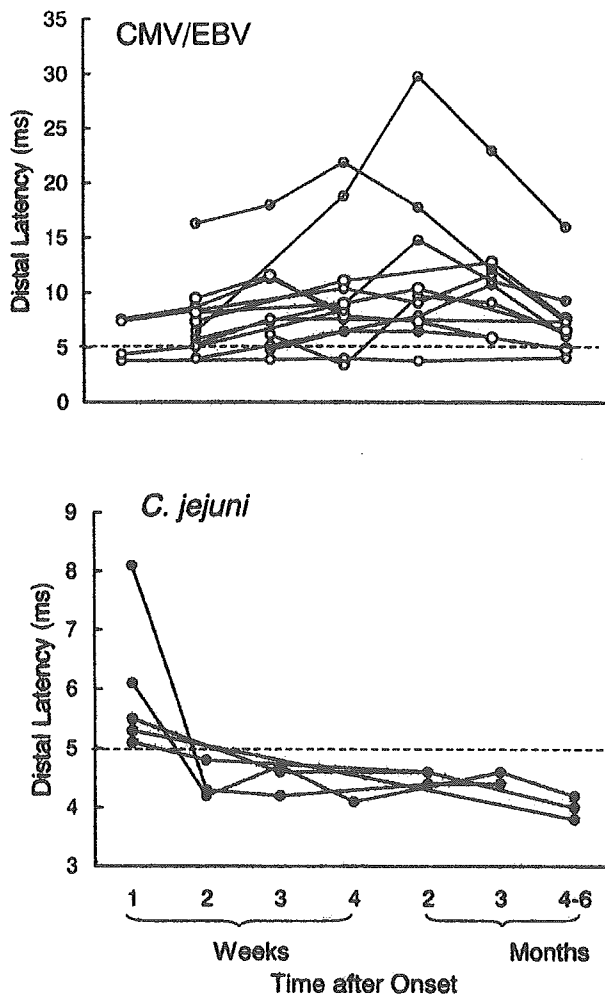 CMV/EBV
Distal Latency (ms)
35
30
25
20
15
10
5
0
C. jejuni
Distal Latency (ms)
9
8
7
6
5
4
3
1 2 3 4 2 3 4-6
Weeks Months
Time after Onset